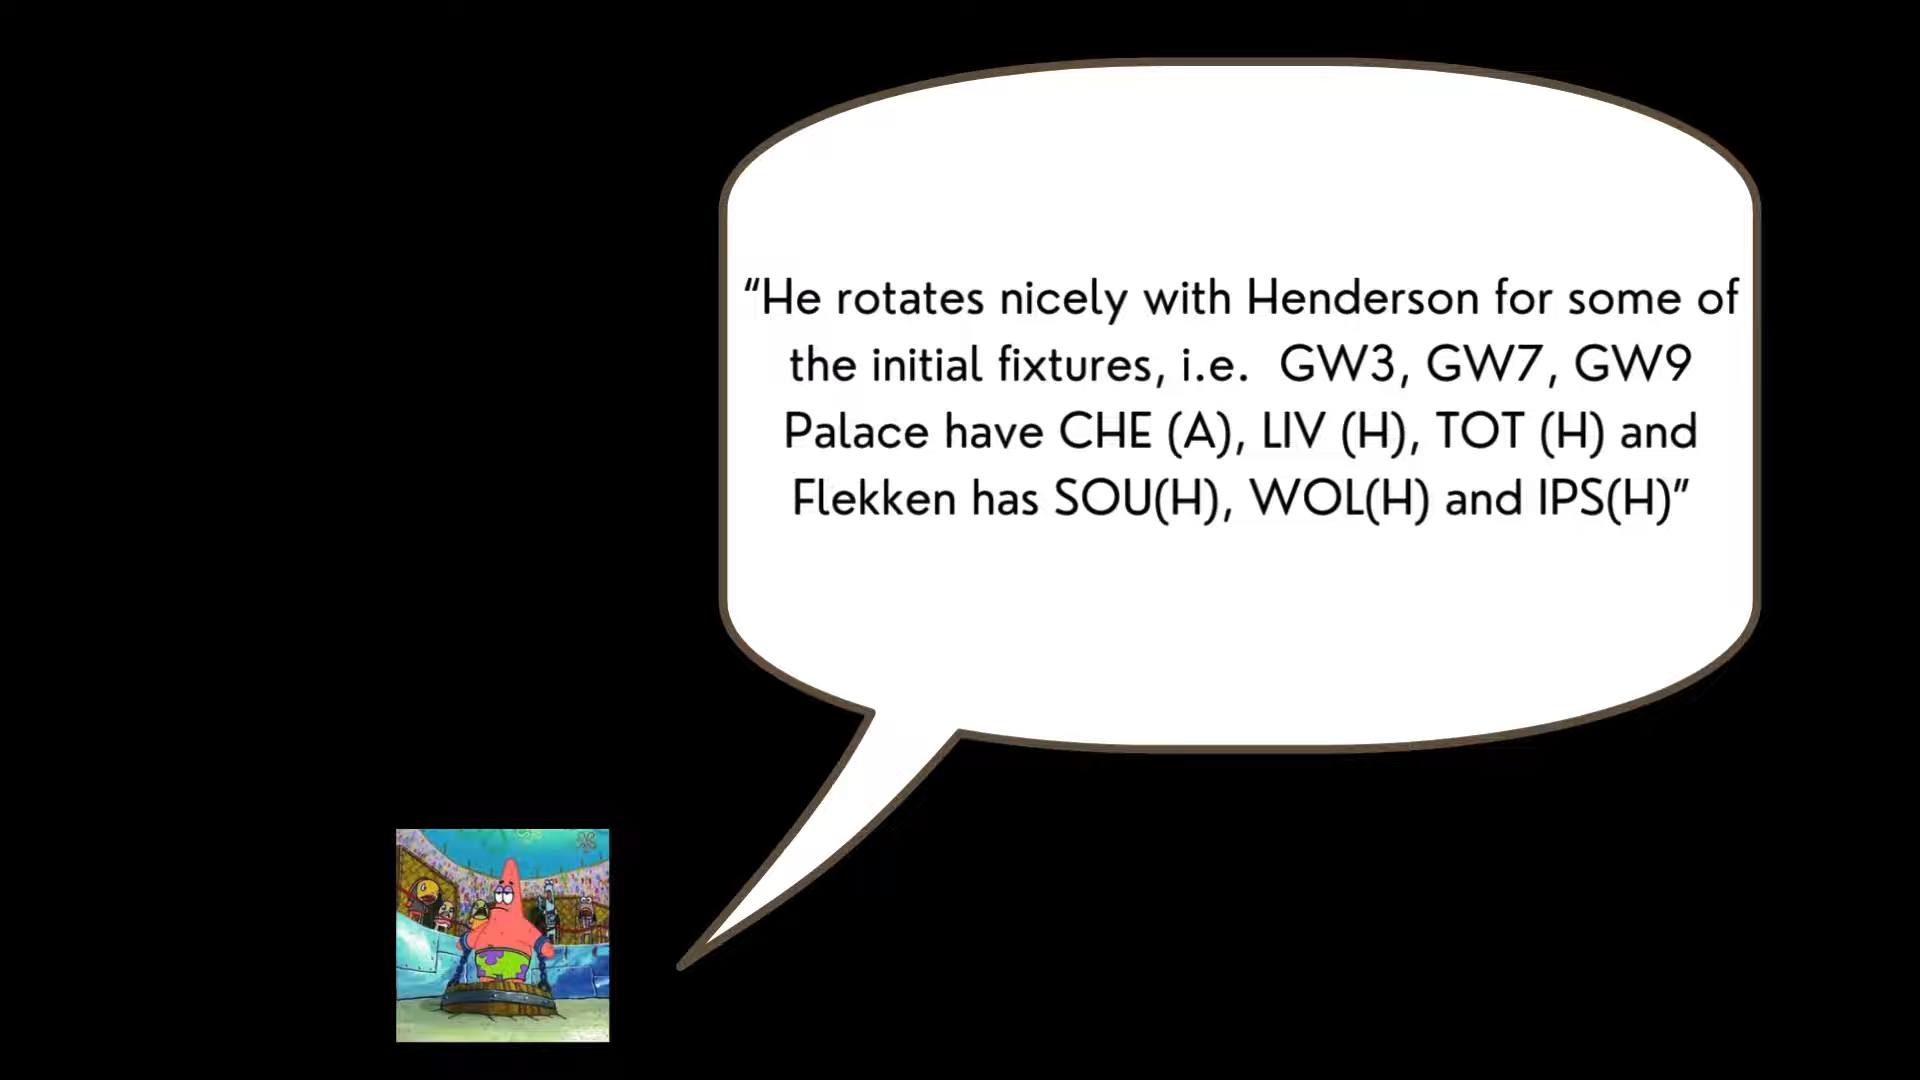 “He rotates nicely with Henderson for some of
the initial fixtures, i.e.  GW3, GW7, GW9
Palace have CHE (A), LIV (H), TOT (H) and
Flekken has SOU(H), WOL(H) and IPS(H)”